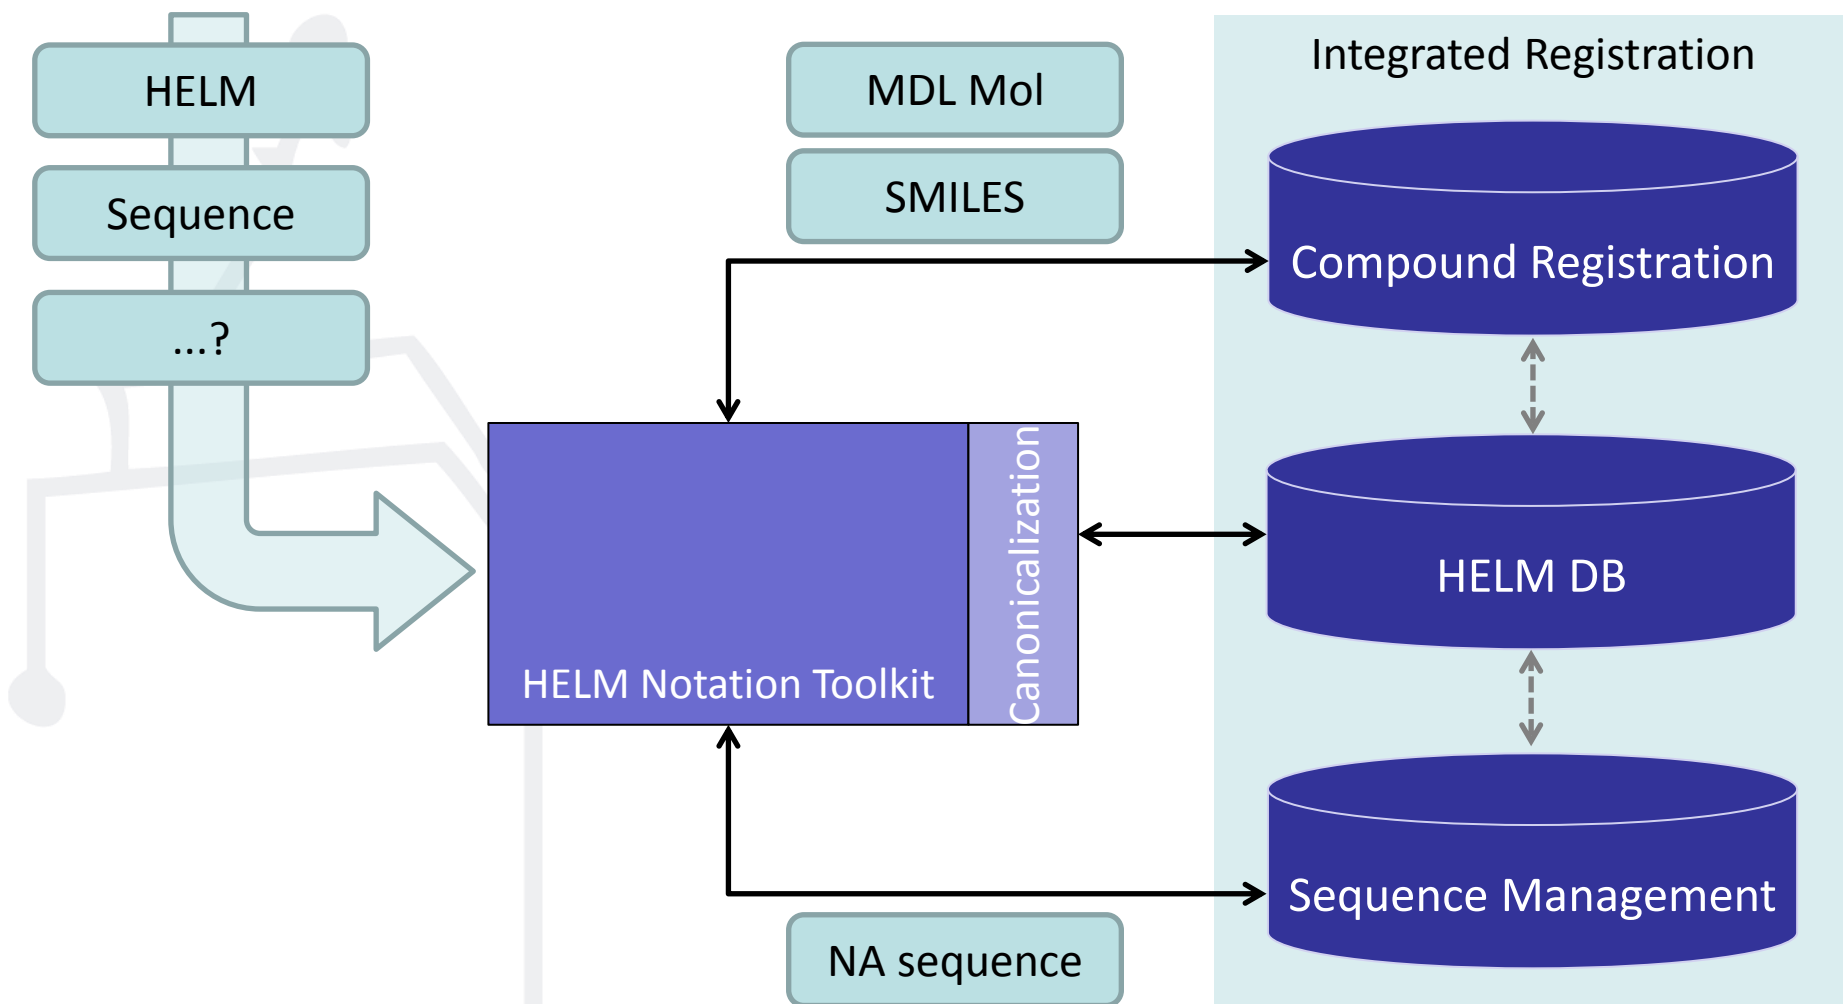 HELM
Sequence
...?
MDL Mol
SMILES
Integrated Registration
Compound Registration
HELM Notation Toolkit
Canonicalization
HELM DB
Sequence Management
NA sequence